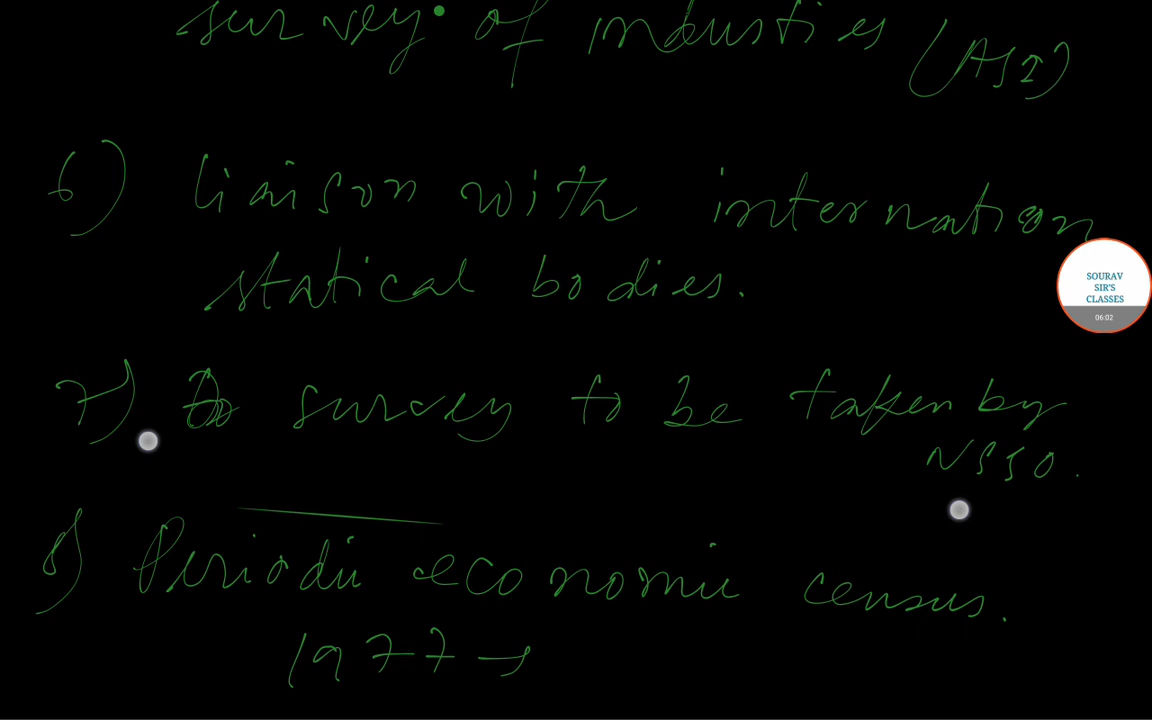 survey of industies (ASI)
6) liaison with internation
statical bodies.
7) survey to be taken by
NSSO.
8) Periodic economic census.
1977 →
SOURAV
SIR'S
CLASSES
06:02